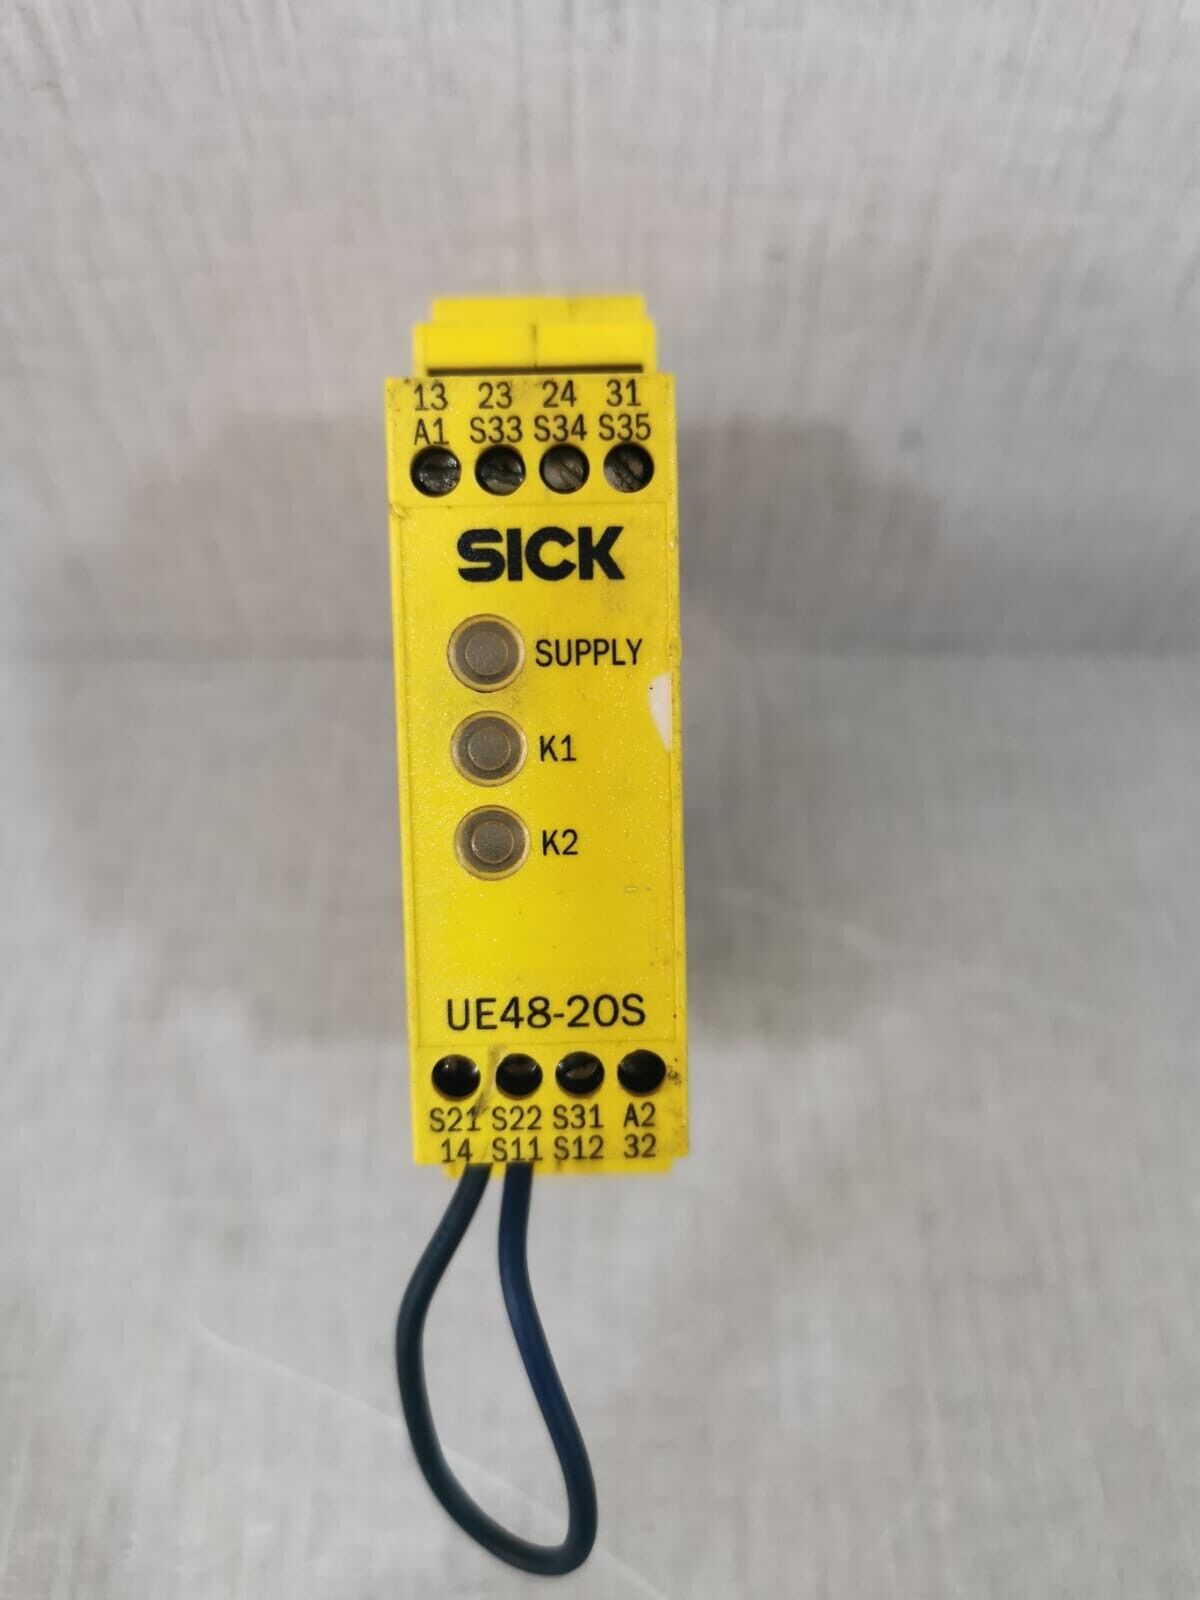 13 23 24 31
A1 S33 S34 S35
SICK
SUPPLY
K1
K2
UE48-2OS
S21 S22 S31 A2
14 S11 S12 32